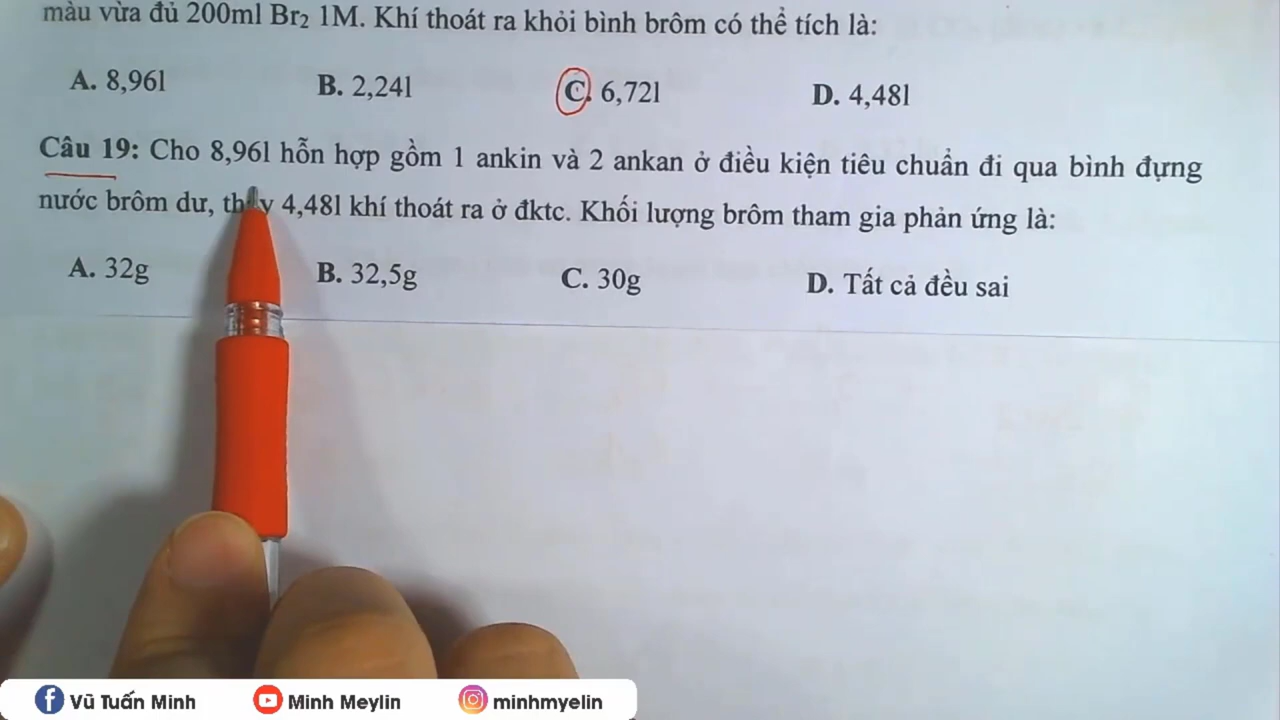 màu vừa đủ 200ml Br₂ 1M. Khí thoát ra khỏi bình brôm có thể tích là:
A. 8,96l B. 2,24l C. 6,72l D. 4,48l
Câu 19: Cho 8,96l hỗn hợp gồm 1 ankin và 2 ankan ở điều kiện tiêu chuẩn đi qua bình đựng
nước brôm dư, 4,48l khí thoát ra ở đktc. Khối lượng brôm tham gia phản ứng là:
A. 32g B. 32,5g C. 30g D. Tất cả đều sai
Vũ Tuấn Minh Minh Meylin minhmyelin